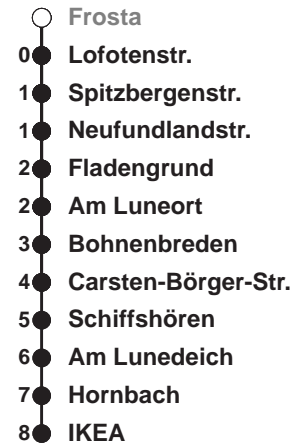 Frosta
0 Lofotenstr.
1 Spitzbergenstr.
1 Neufundlandstr.
2 Fladengrund
2 Am Luneort
3 Bohnenbreden
4 Carsten-Börger-Str.
5 Schiffshören
6 Am Lunedeich
7 Hornbach
8 IKEA